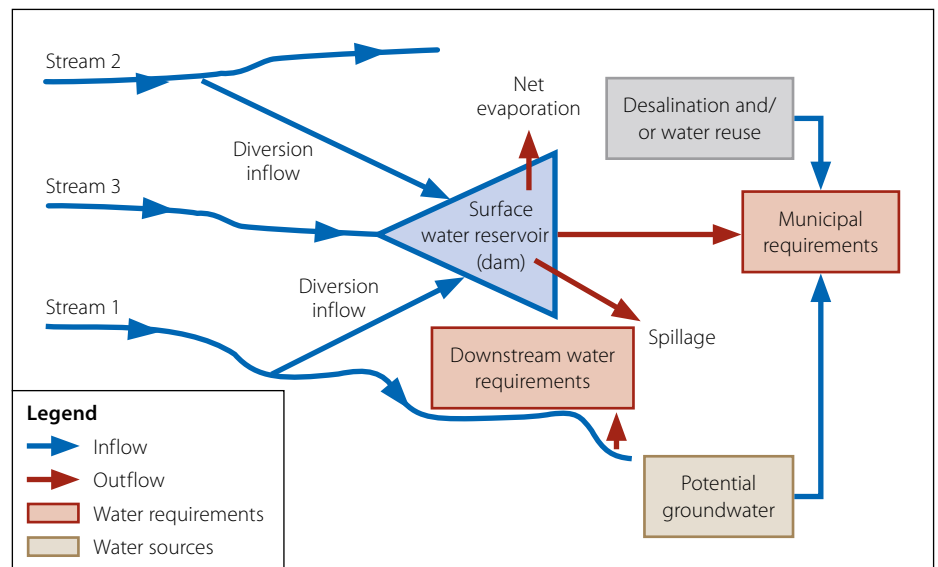 Stream 2
Net
evaporation
Desalination and/
or water reuse
Diversion
inflow
Stream 3
Surface
water reservoir
(dam)
Municipal
requirements
Diversion
inflow
Stream 1
Spillage
Downstream water
requirements
Potential
groundwater
Legend
Inflow
Outflow
Water requirements
Water sources